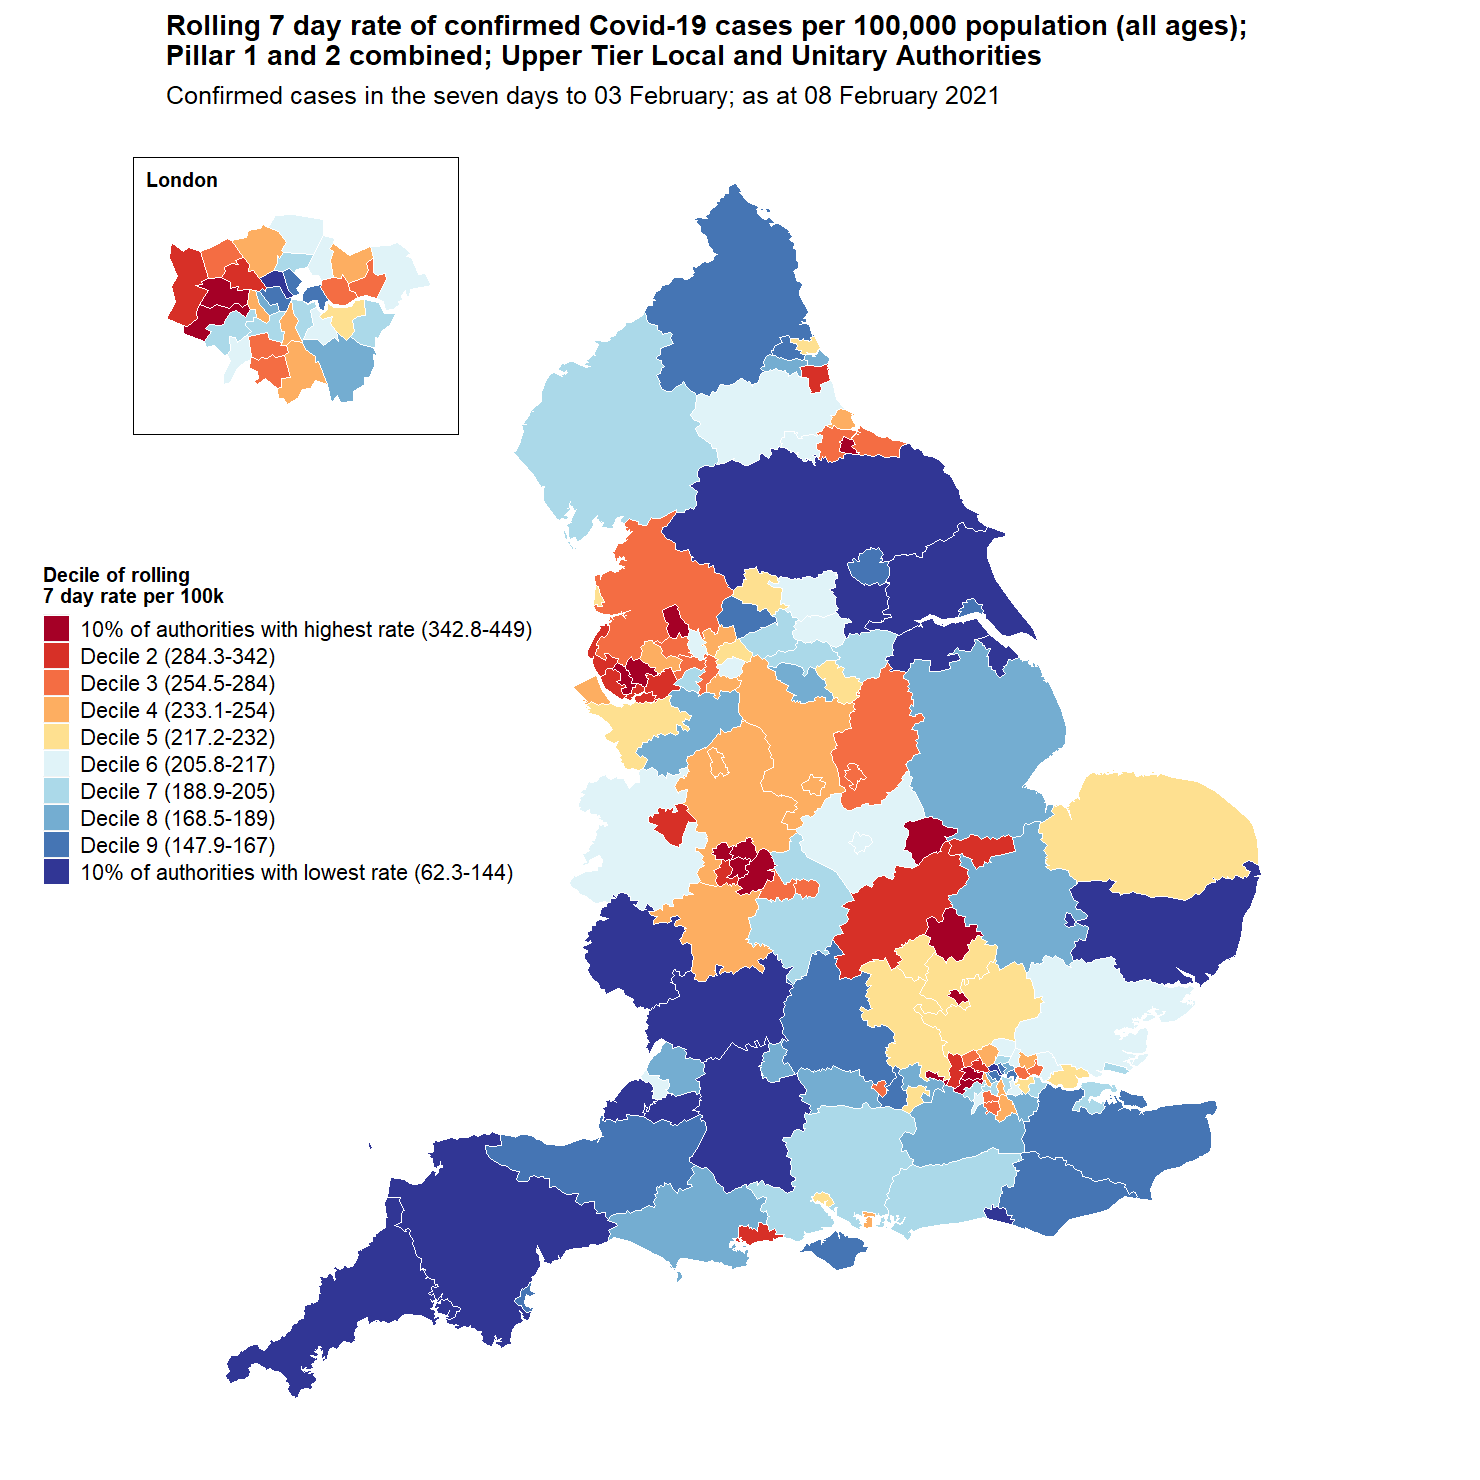 Rolling 7 day rate of confirmed Covid-19 cases per 100,000 population (all ages);
Pillar 1 and 2 combined; Upper Tier Local and Unitary Authorities
Confirmed cases in the seven days to 03 February; as at 08 February 2021
London
Decile of rolling
7 day rate per 100k
10% of authorities with highest rate (342.8-449)
Decile 2 (284.3-342)
Decile 3 (254.5-284)
Decile 4 (233.1-254)
Decile 5 (217.2-232)
Decile 6 (205.8-217)
Decile 7 (188.9-205)
Decile 8 (168.5-189)
Decile 9 (147.9-167)
10% of authorities with lowest rate (62.3-144)